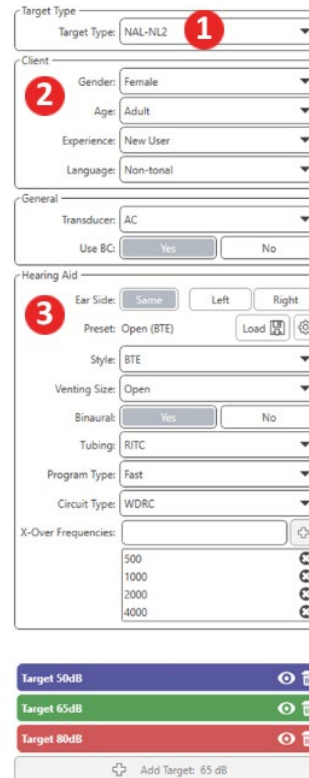 Target Type
Target Type: NAL-NL2 1
Client
2
Gender: Female
Age: Adult
Experience: New User
Language: Non-tonal
General
Transducer: AC
Use BC: Yes No
Hearing Aid
3
Ear Side: Same Left Right
Preset: Open (BTE) Load
Style: BTE
Venting Size: Open
Binaural: Yes No
Tubing: RITC
Program Type: Fast
Circuit Type: WDRC
X-Over Frequencies:
500
1000
2000
4000
Target 50dB
Target 65dB
Target 80dB
Add Target: 65 dB